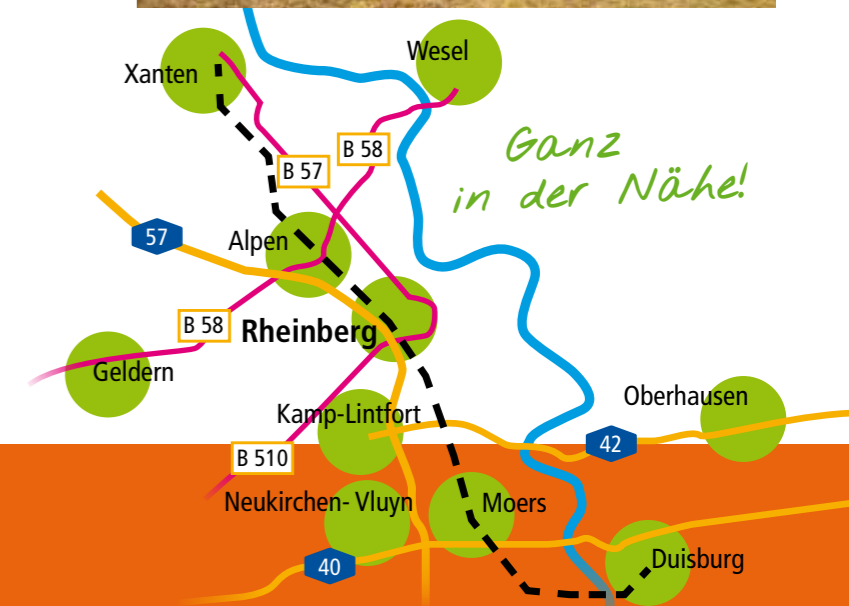 Wesel
Xanten
B 58
B 57
Ganz
in der Nähe!
57
Alpen
B 58
Rheinberg
Geldern
Oberhausen
Kamp-Lintfort
42
B 510
Neukirchen- Vluyn
Moers
40
Duisburg